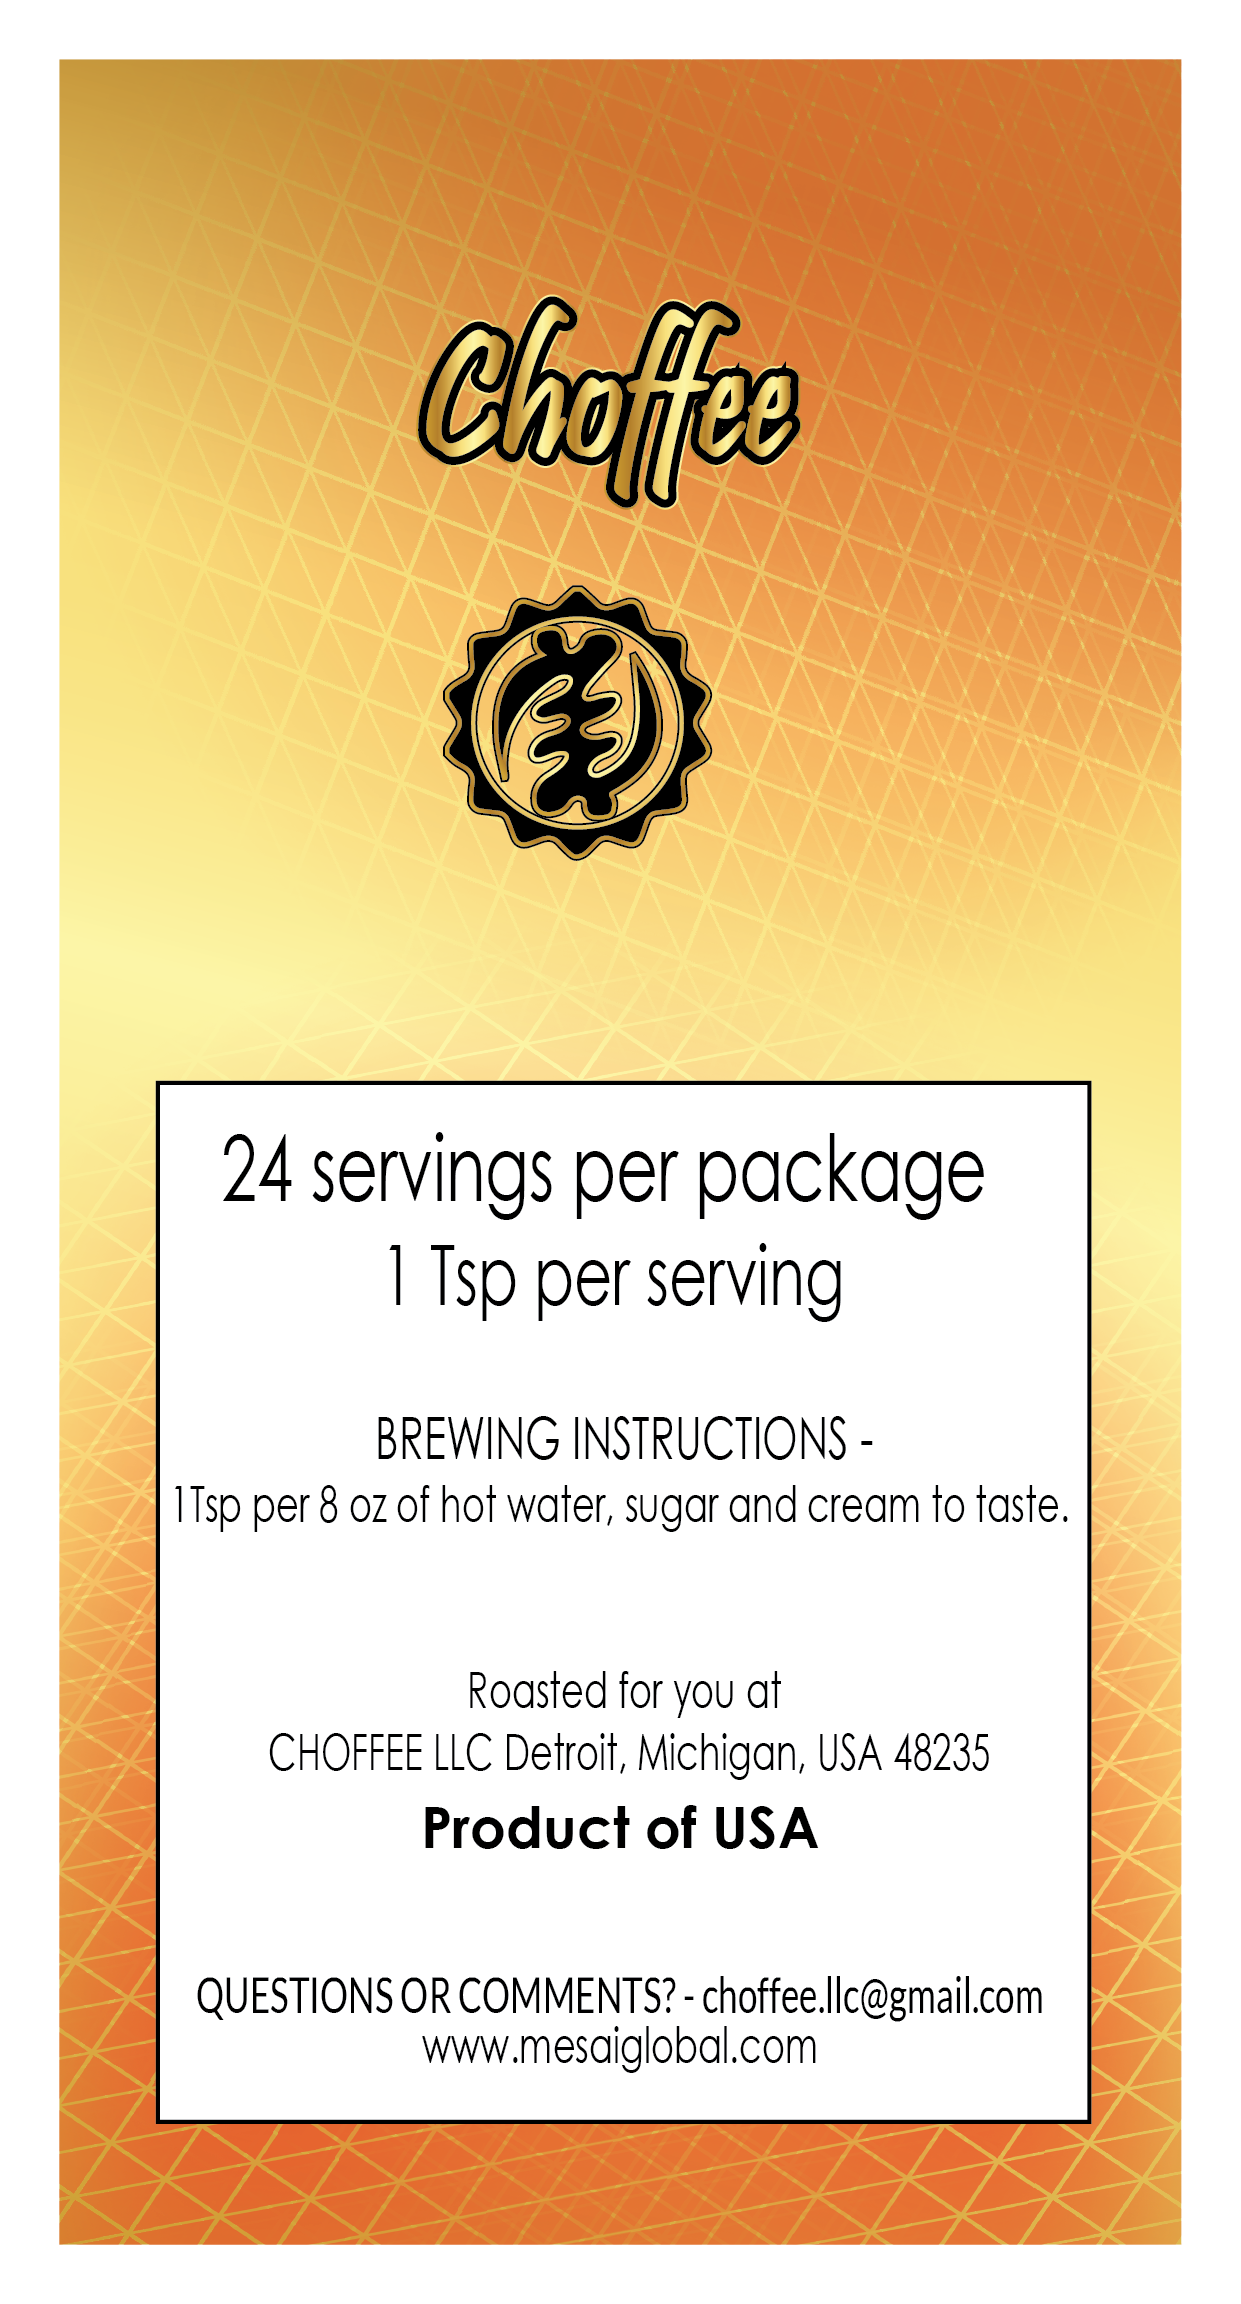 Choffee
24 servings per package
1 Tsp per serving
BREWING INSTRUCTIONS -
1Tsp per 8 oz of hot water, sugar and cream to taste.
Roasted for you at
CHOFFEE LLC Detroit, Michigan, USA 48235
Product of USA
QUESTIONS OR COMMENTS? - choffee.llc@gmail.com
www.mesaiglobal.com